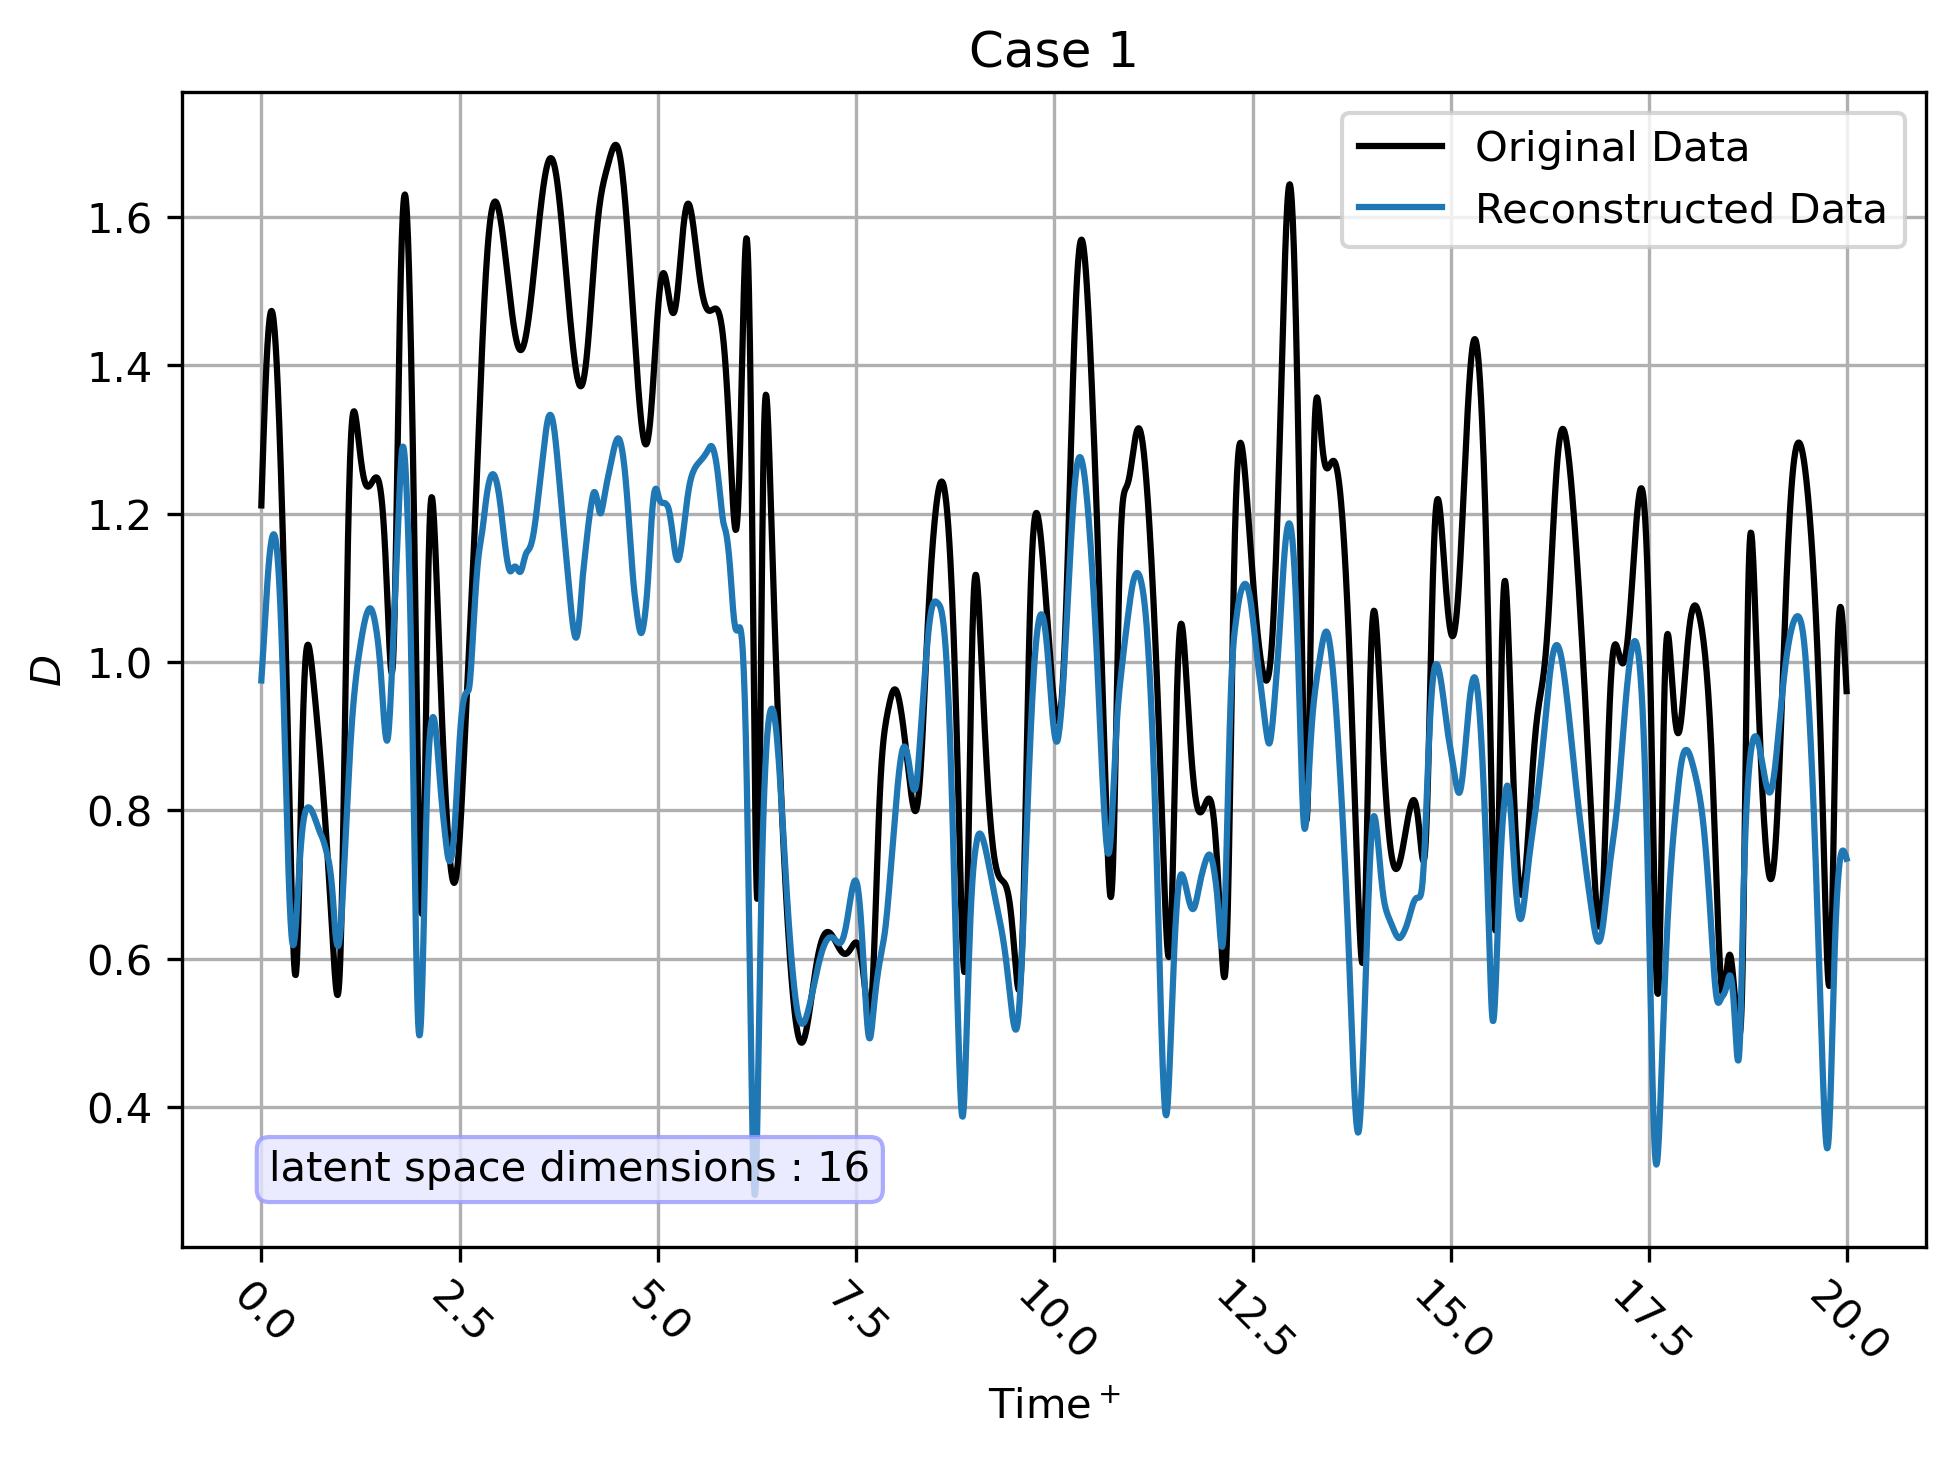 Case 1
Original Data
Reconstructed Data
D
1.6
1.4
1.2
1.0
0.8
0.6
0.4
latent space dimensions : 16
0.0 2.5 5.0 7.5 10.0 12.5 15.0 17.5 20.0
Time⁺